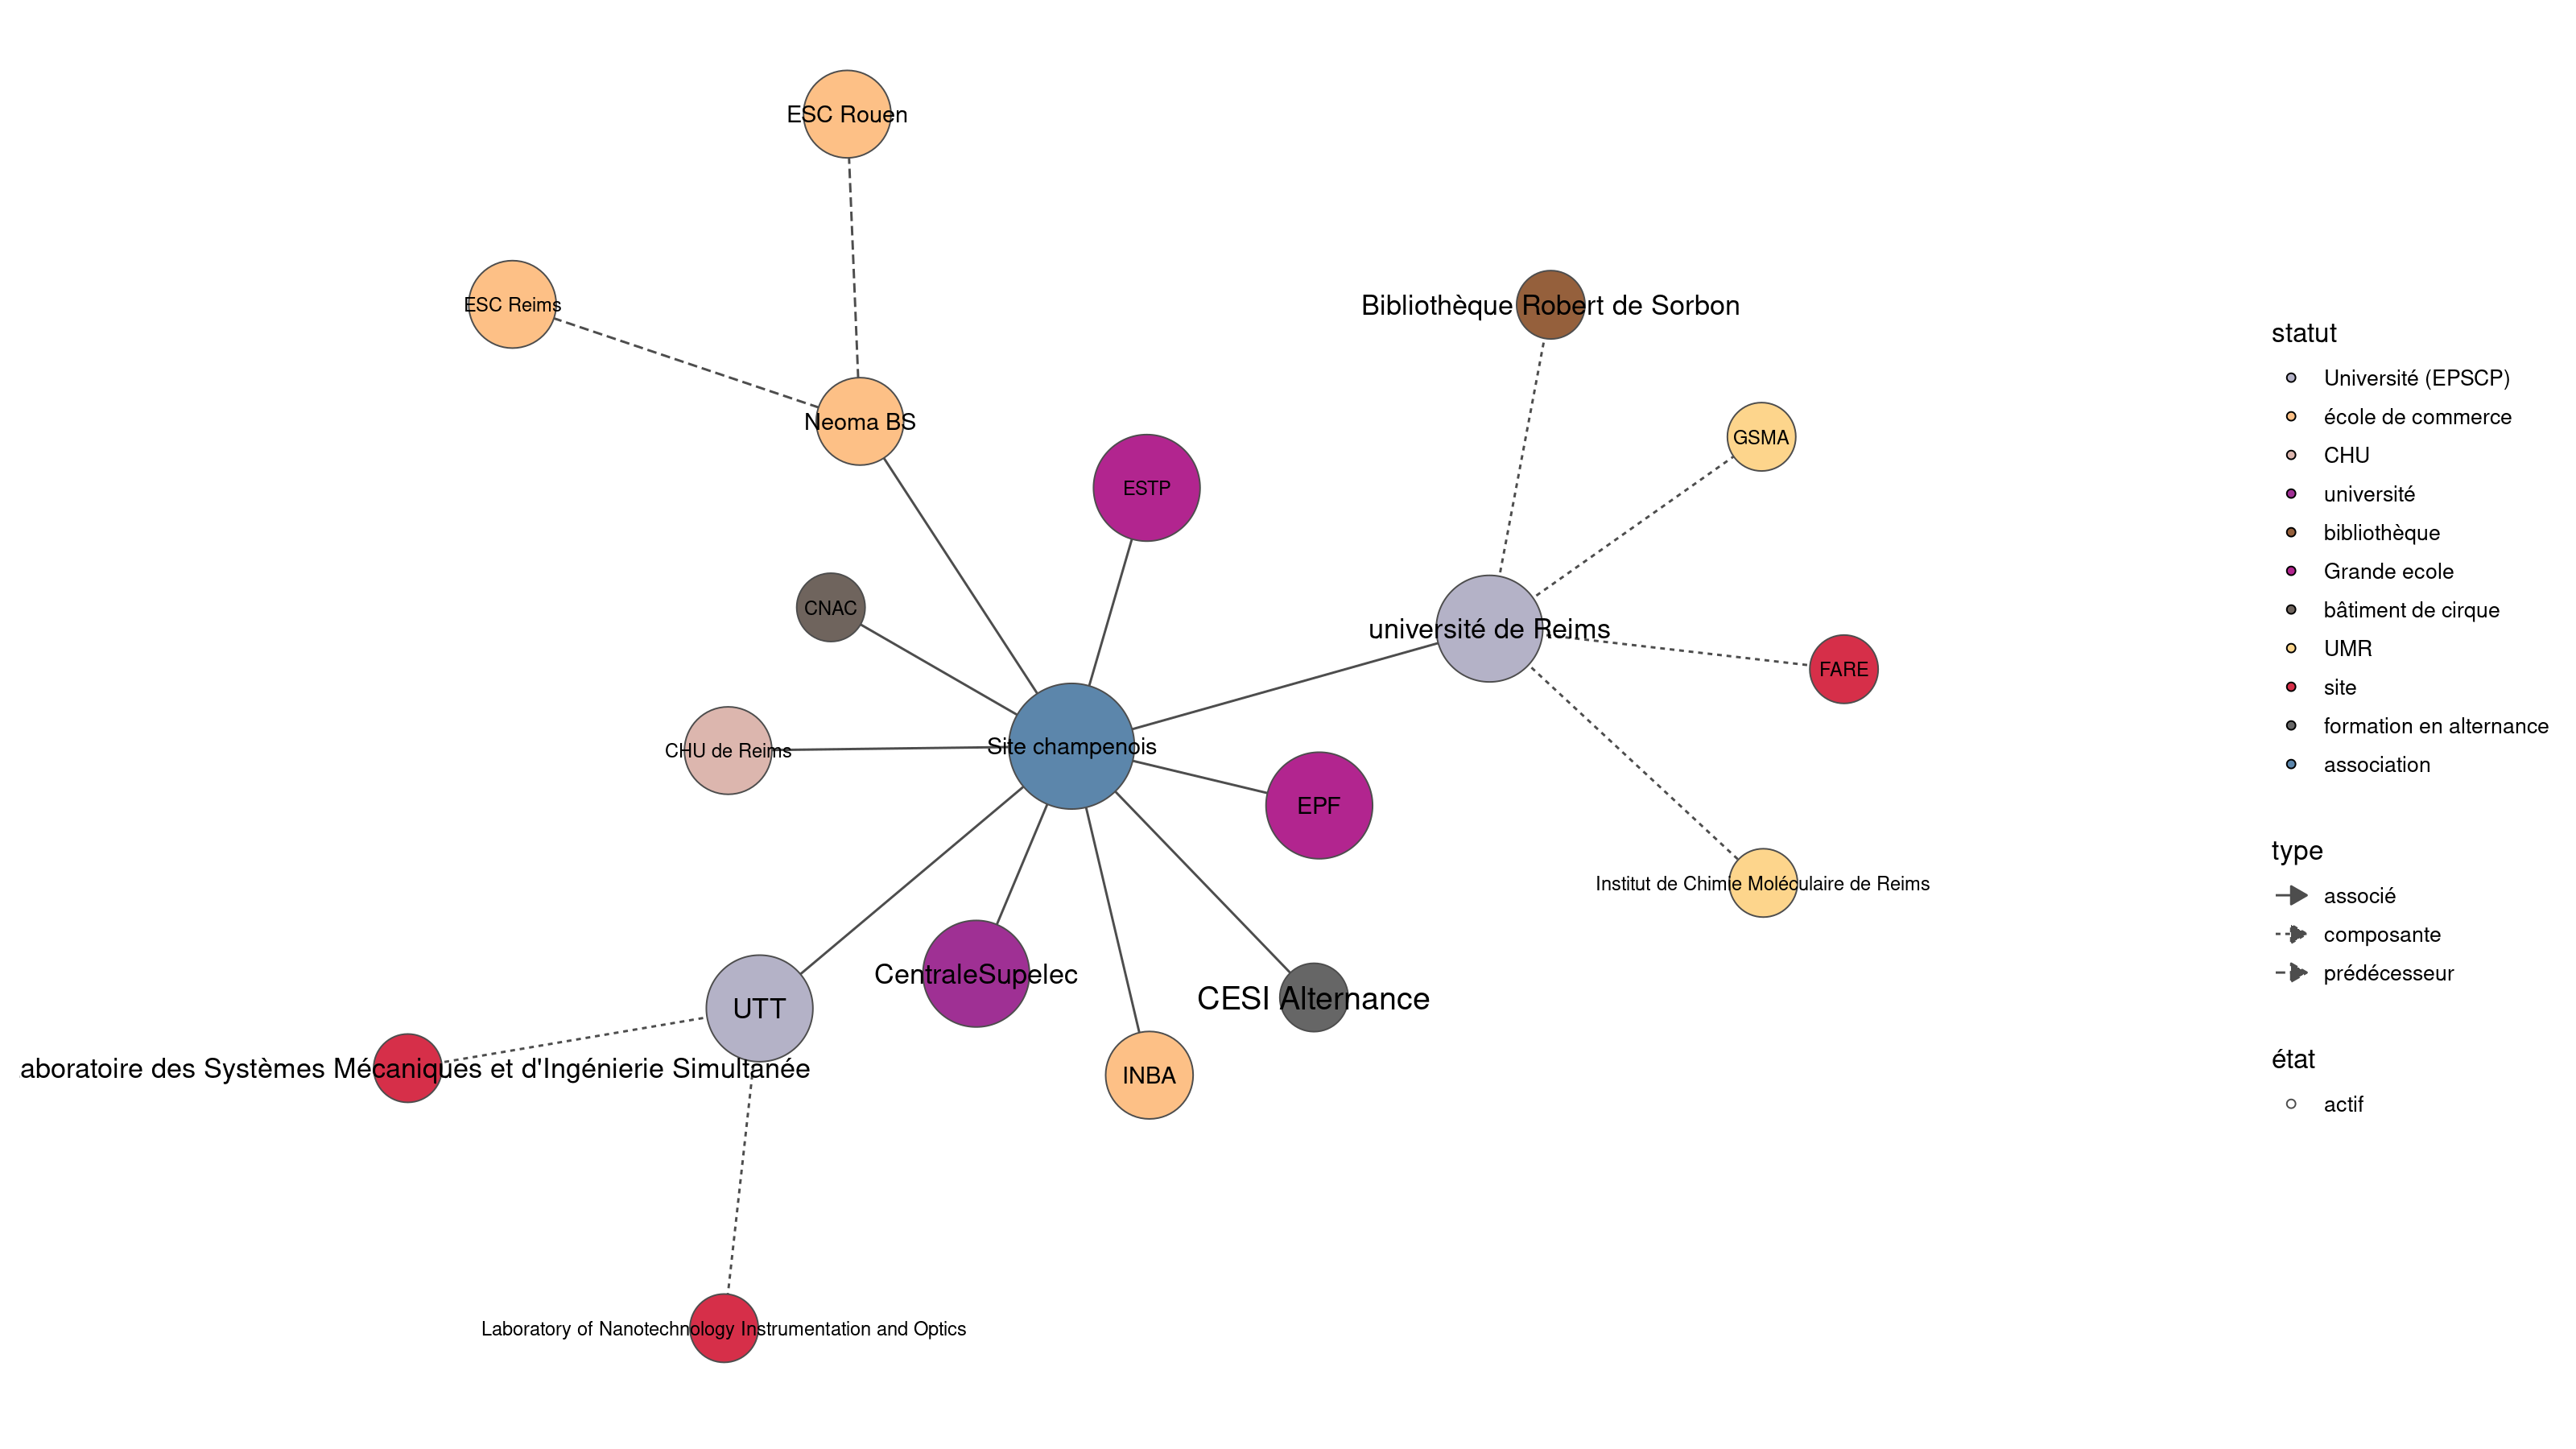 ESC Rouen
ESC Reims
Bibliothèque Robert de Sorbon
Neoma BS
GSMA
ESTP
CNAC
université de Reims
FARE
Site champenois
CHU de Reims
EPF
Institut de Chimie Moléculaire de Reims
CentraleSupelec
CESI Alternance
UTT
aboratoire des Systèmes Mécaniques et d'Ingénierie Simultanée
INBA
Laboratory of Nanotechnology Instrumentation and Optics
statut
Université (EPSCP)
école de commerce
CHU
université
bibliothèque
Grande ecole
bâtiment de cirque
UMR
site
formation en alternance
association
type
associé
composante
prédécesseur
état
actif